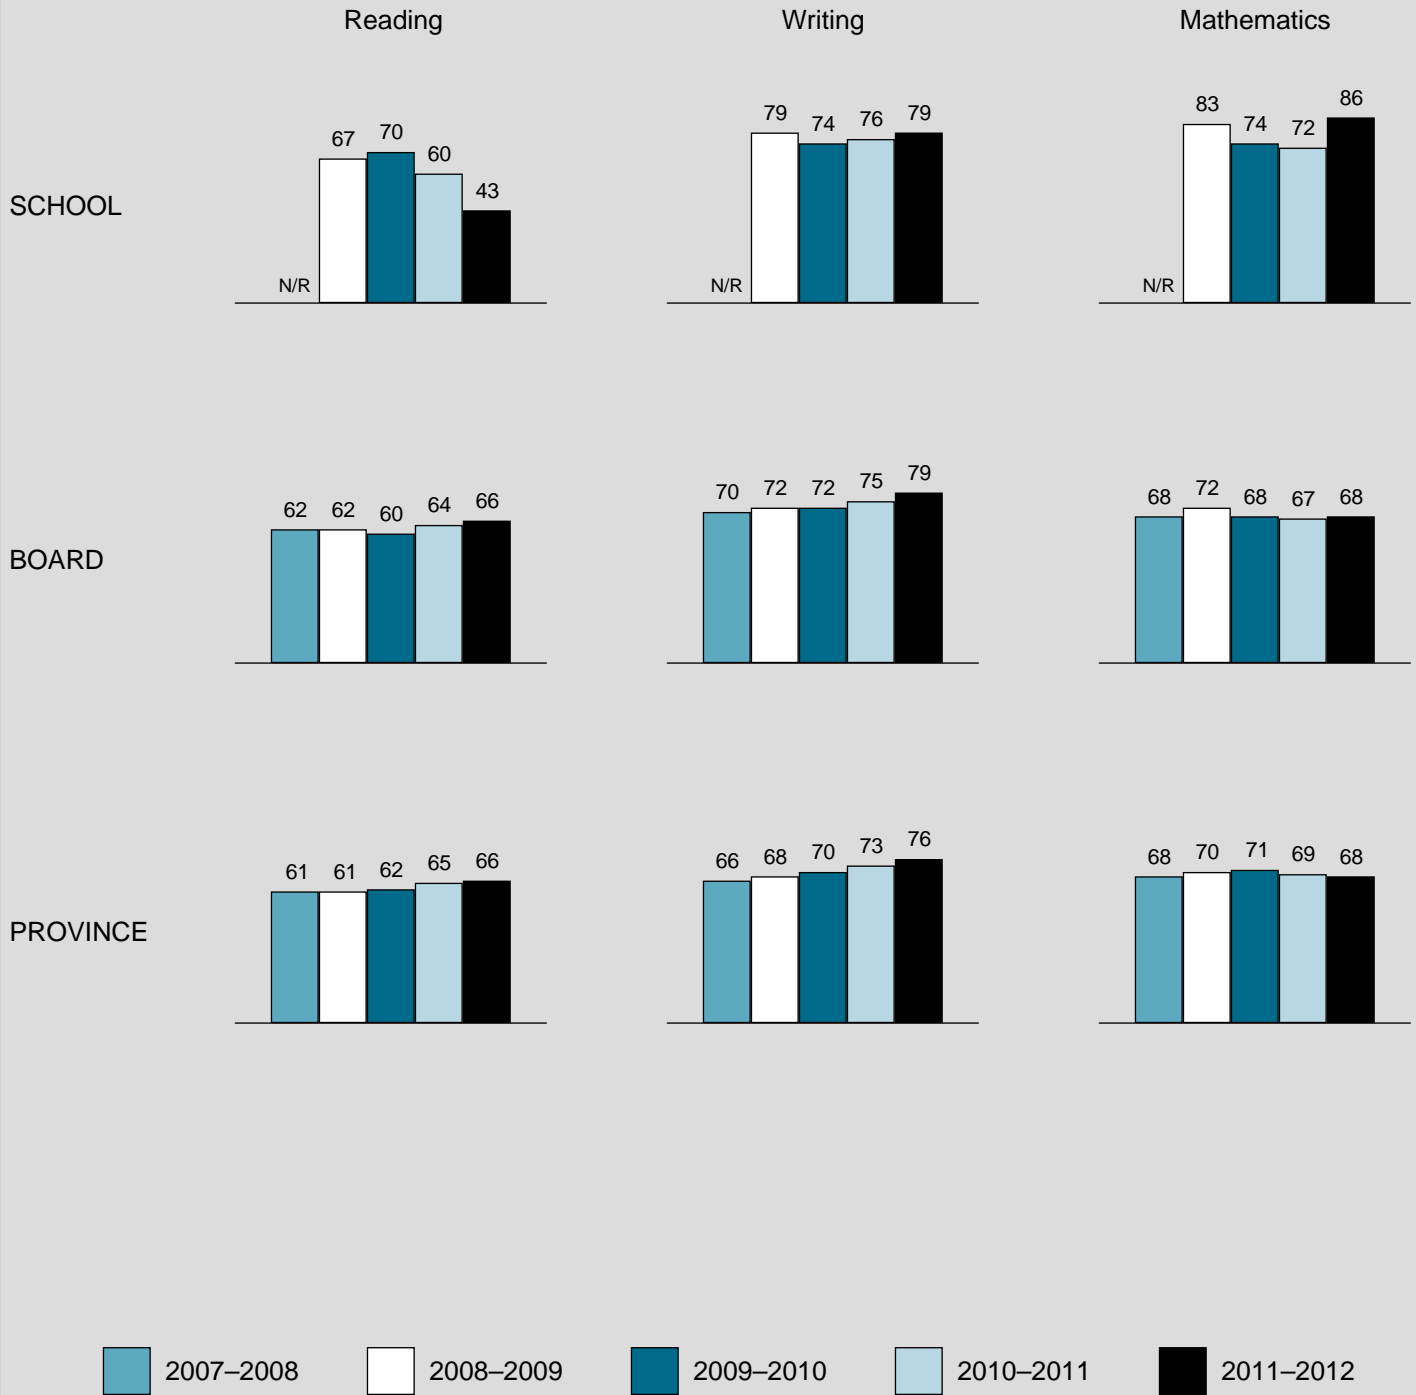 Reading Writing Mathematics
SCHOOL
N/R 67 70 60 43
N/R 79 74 76 79
N/R 83 74 72 86
BOARD
62 62 60 64 66
70 72 72 75 79
68 72 68 67 68
PROVINCE
61 61 62 65 66
66 68 70 73 76
68 70 71 69 68
2007–2008 2008–2009 2009–2010 2010–2011 2011–2012